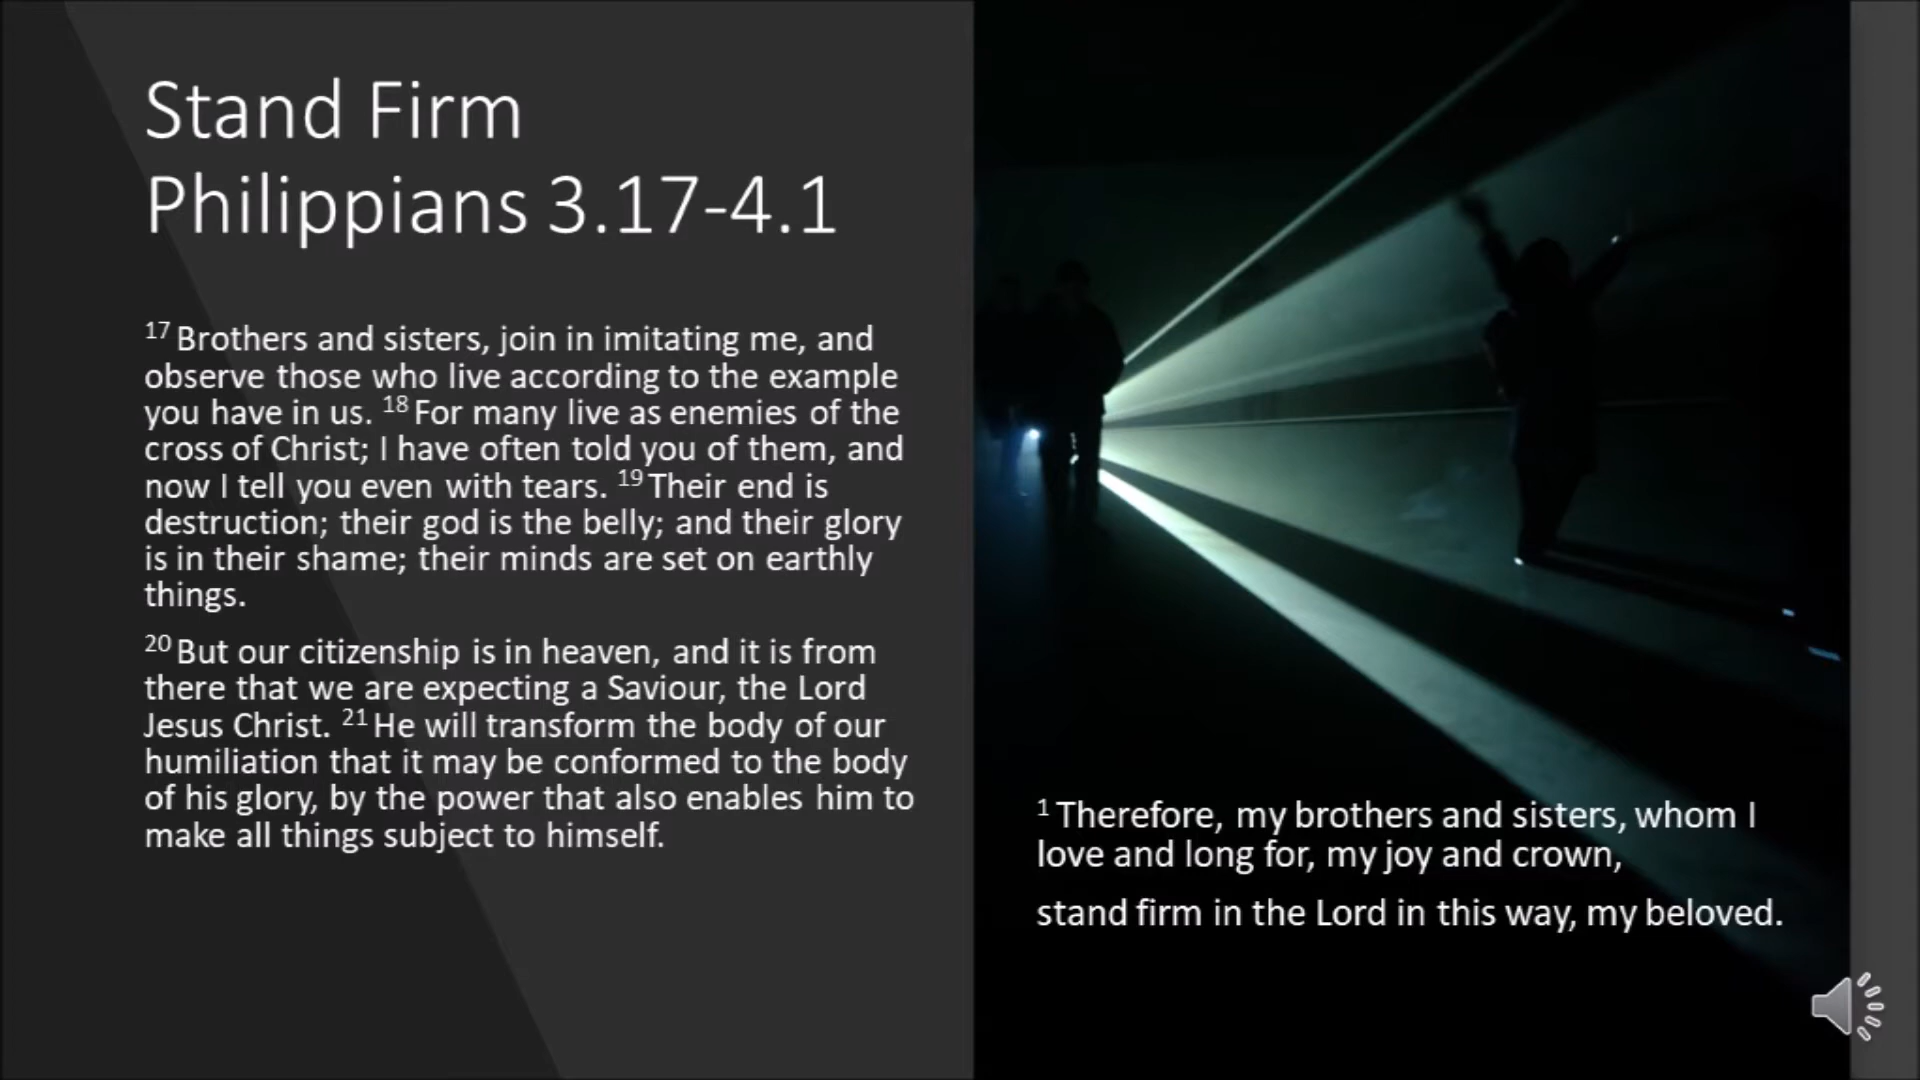 Stand Firm
Philippians 3.17-4.1
17 Brothers and sisters, join in imitating me, and
observe those who live according to the example
you have in us. 18 For many live as enemies of the
cross of Christ; I have often told you of them, and
now I tell you even with tears. 19 Their end is
destruction; their god is the belly; and their glory
is in their shame; their minds are set on earthly
things.
20 But our citizenship is in heaven, and it is from
there that we are expecting a Saviour, the Lord
Jesus Christ. 21 He will transform the body of our
humiliation that it may be conformed to the body
of his glory, by the power that also enables him to
make all things subject to himself.
1 Therefore, my brothers and sisters, whom I
love and long for, my joy and crown,
stand firm in the Lord in this way, my beloved.